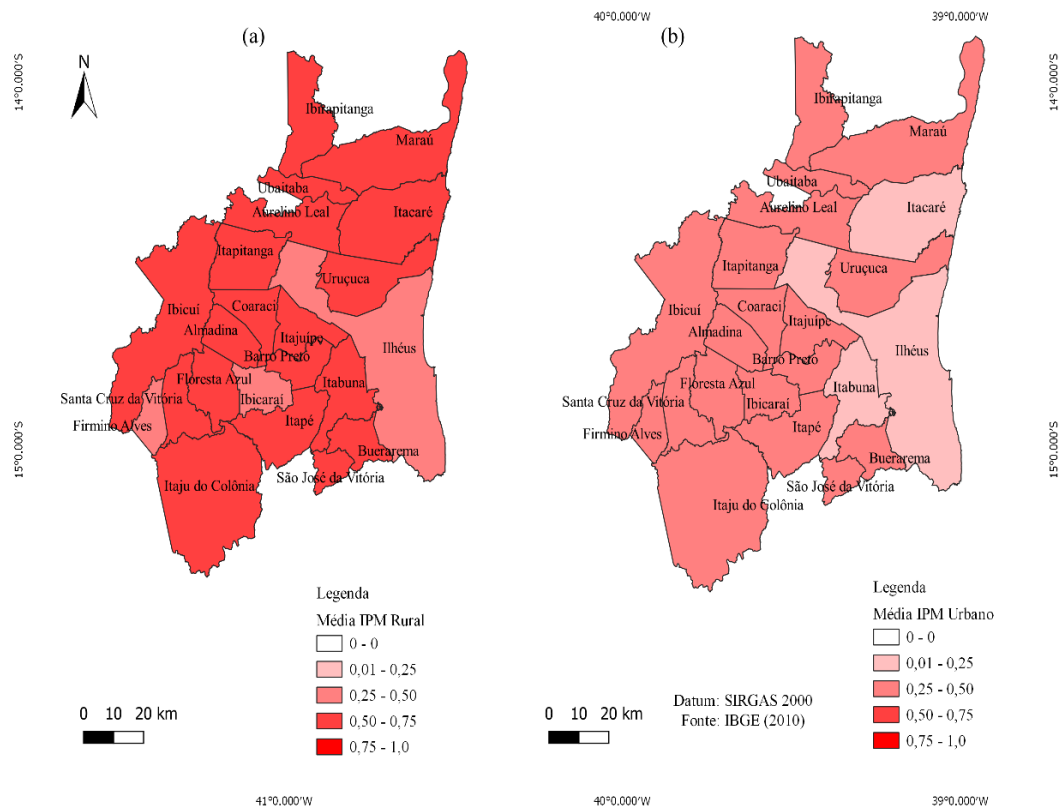 40°0.000'W
39°0.000'W
(a)
(b)
N
14°0.000'S
14°0.000'S
Ibirapitanga
Maraú
Ubaitaba
Aurelino Leal
Itacaré
Itapitanga
Uruçuca
Ibicuí
Coaraci
Almadina
Itajuípe
Ilhéus
Barro Preto
Floresta Azul
Itabuna
Santa Cruz da Vitória
Ibicaraí
Firmino Alves
Itapé
Buerarema
São José da Vitória
Itaju do Colônia
Ibirapitanga
Maraú
Ubaitaba
Aurelino Leal
Itacaré
Itapitanga
Uruçuca
Ibicuí
Coaraci
Almadina
Itajuípe
Ilhéus
Barro Preto
Floresta Azul
Itabuna
Santa Cruz da Vitória
Ibicaraí
Firmino Alves
Itapé
Buerarema
São José da Vitória
Itaju do Colônia
15°0.000'S
15°0.000'S
Legenda
Média IPM Rural
0 - 0
0,01 - 0,25
0,25 - 0,50
0,50 - 0,75
0,75 - 1,0
0 10 20 km
Legenda
Média IPM Urbano
0 - 0
0,01 - 0,25
0,25 - 0,50
0,50 - 0,75
0,75 - 1,0
Datum: SIRGAS 2000
Fonte: IBGE (2010)
0 10 20 km
41°0.000'W
40°0.000'W
39°0.000'W